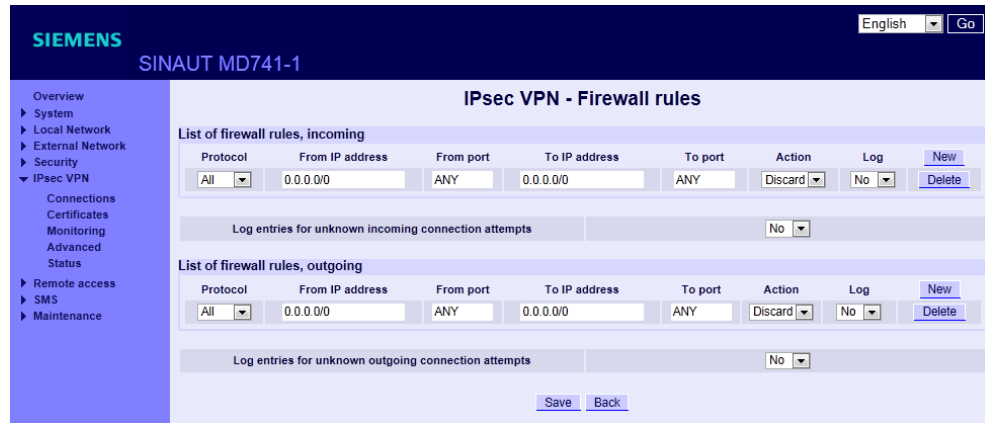 English Go
SIEMENS
SINAUT MD741-1
Overview
System
Local Network
External Network
Security
IPsec VPN
Connections
Certificates
Monitoring
Advanced
Status
Remote access
SMS
Maintenance
IPsec VPN - Firewall rules
List of firewall rules, incoming
Protocol From IP address From port To IP address To port Action Log New
All 0.0.0.0/0 ANY 0.0.0.0/0 ANY Discard No Delete
Log entries for unknown incoming connection attempts No
List of firewall rules, outgoing
Protocol From IP address From port To IP address To port Action Log New
All 0.0.0.0/0 ANY 0.0.0.0/0 ANY Discard No Delete
Log entries for unknown outgoing connection attempts No
Save Back